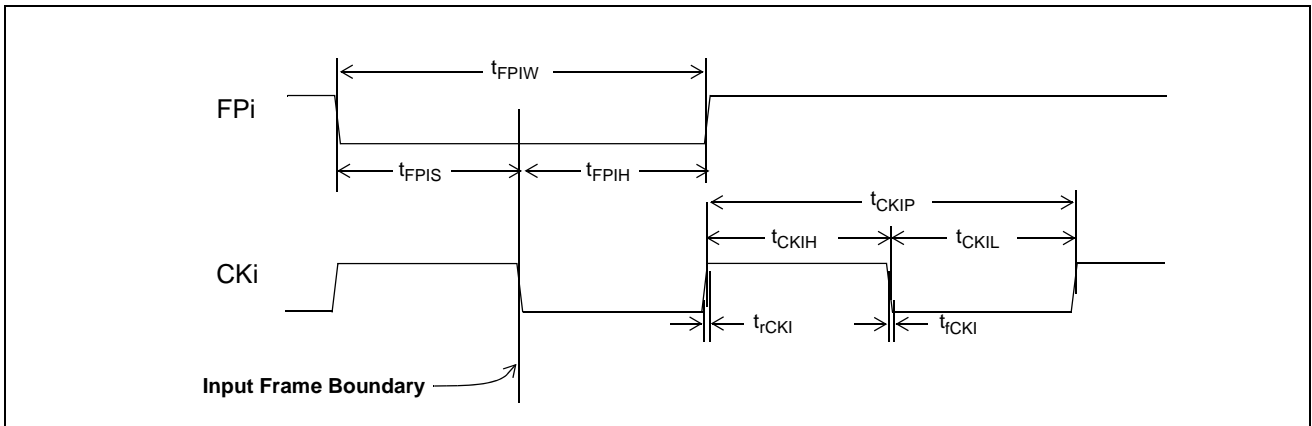 tFPIW
FPi
tFPIS tFPIH
tCKIP
tCKIH tCKIL
CKi
trCKI tfCKI
Input Frame Boundary